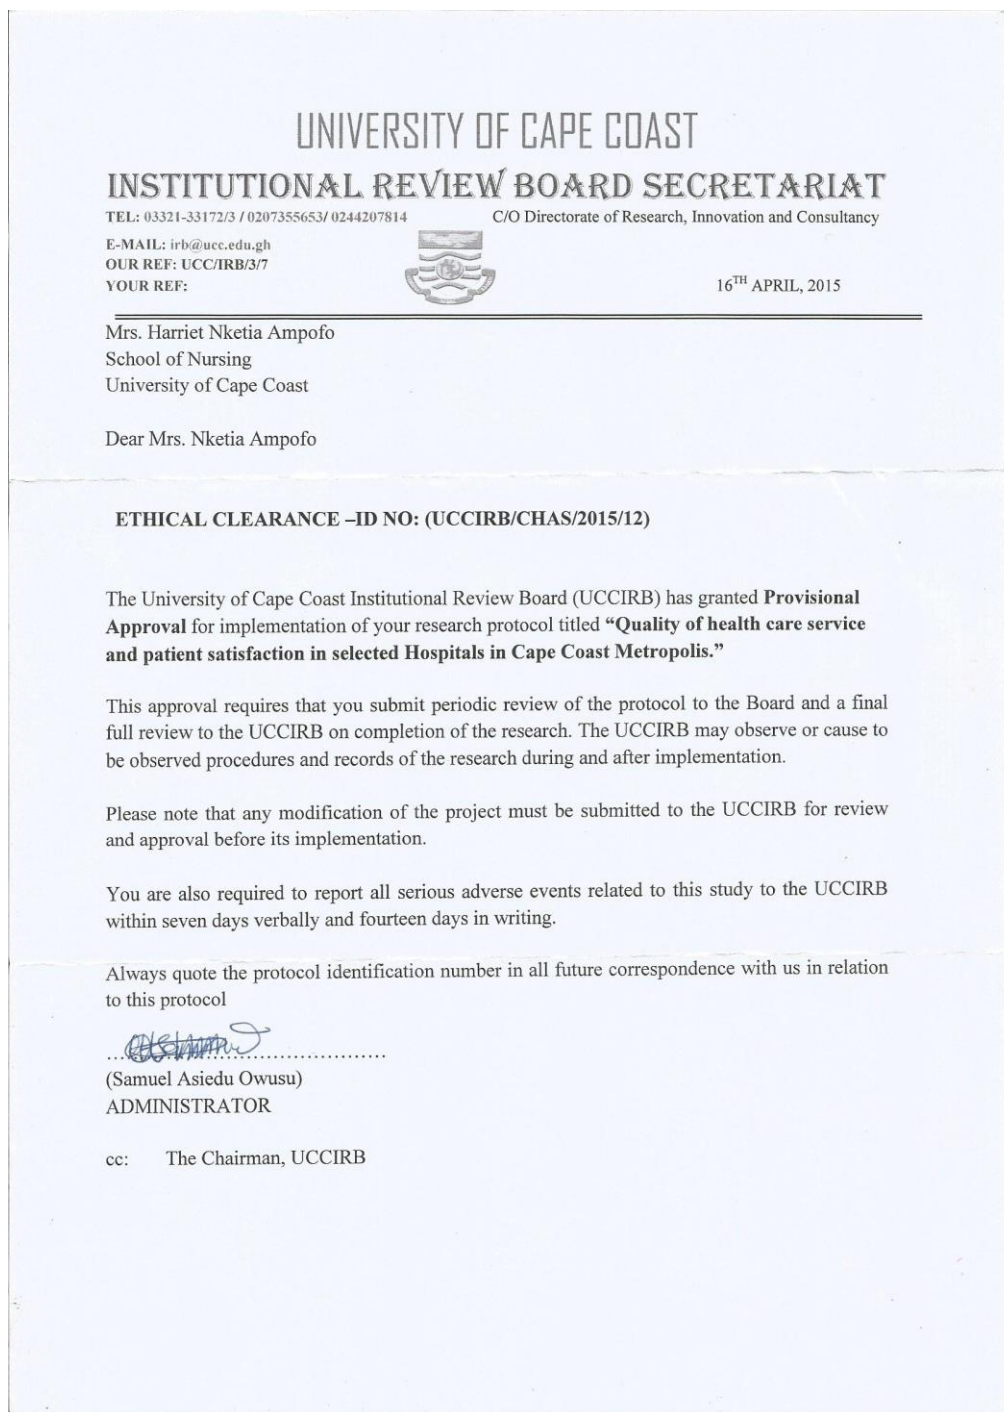 UNIVERSITY OF CAPE COAST
INSTITUTIONAL REVIEW BOARD SECRETARIAT
TEL: 03321-33172/3 / 0207355653/ 0244207814 C/O Directorate of Research, Innovation and Consultancy
E-MAIL: irb@ucc.edu.gh
OUR REF: UCC/IRB/3/7
YOUR REF: 16TH APRIL, 2015
Mrs. Harriet Nketia Ampofo
School of Nursing
University of Cape Coast
Dear Mrs. Nketia Ampofo
ETHICAL CLEARANCE –ID NO: (UCCIRB/CHAS/2015/12)
The University of Cape Coast Institutional Review Board (UCCIRB) has granted Provisional
Approval for implementation of your research protocol titled “Quality of health care service
and patient satisfaction in selected Hospitals in Cape Coast Metropolis.”
This approval requires that you submit periodic review of the protocol to the Board and a final
full review to the UCCIRB on completion of the research. The UCCIRB may observe or cause to
be observed procedures and records of the research during and after implementation.
Please note that any modification of the project must be submitted to the UCCIRB for review
and approval before its implementation.
You are also required to report all serious adverse events related to this study to the UCCIRB
within seven days verbally and fourteen days in writing.
Always quote the protocol identification number in all future correspondence with us in relation
to this protocol
(Samuel Asiedu Owusu)
ADMINISTRATOR
cc: The Chairman, UCCIRB